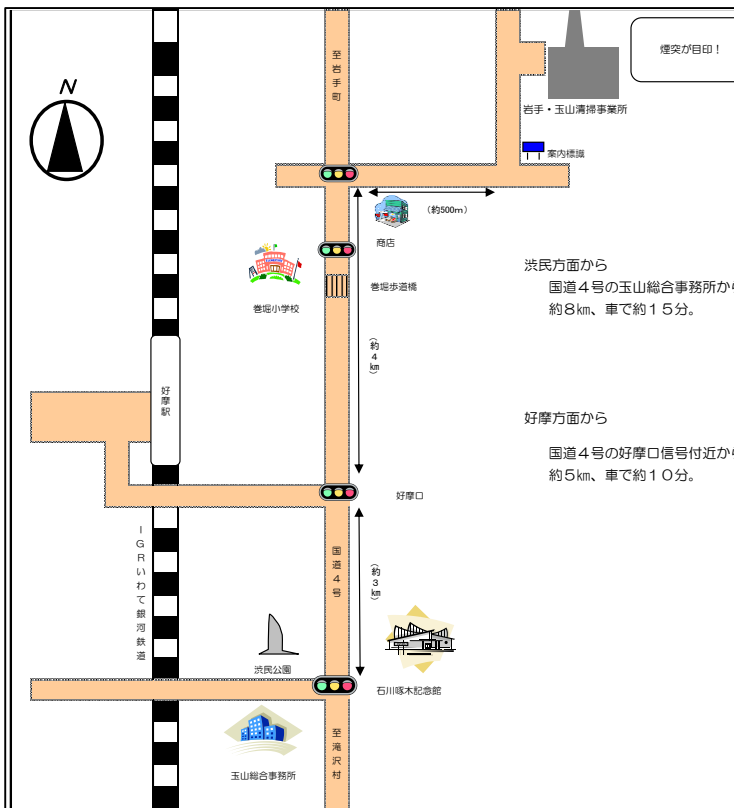 N
至岩手町
煙突が目印！
岩手・玉山清掃事業所
案内標識
（約500m）
商店
巻堀小学校
巻堀歩道橋
渋民方面から
国道４号の玉山総合事務所から
約８㎞、車で約１５分。
（約４㎞）
好摩駅
好摩方面から
国道４号の好摩口信号付近から
約５㎞、車で約１０分。
好摩口
ＩＧＲいわて銀河鉄道
国道４号
（約３㎞）
渋民公園
石川啄木記念館
玉山総合事務所
至滝沢村